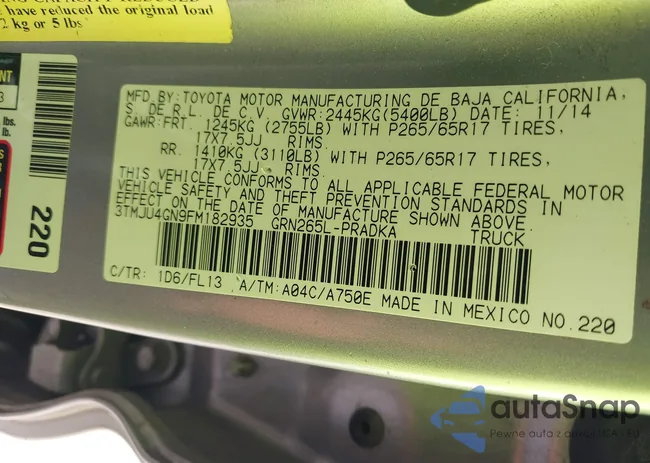 have reduced the original load
kg or 5 lbs
lbs.
lb.
220
MFD.BY:TOYOTA MOTOR MANUFACTURING DE BAJA CALIFORNIA,
S. DE R.L. DE C.V. GVWR:2445KG(5400LB) DATE: 11/14
GAWR:FRT. 1245KG (2755LB) WITH P265/65R17 TIRES,
17X7.5JJ RIMS
RR. 1410KG (3110LB) WITH P265/65R17 TIRES,
17X7.5JJ RIMS
THIS VEHICLE CONFORMS TO ALL APPLICABLE FEDERAL MOTOR
VEHICLE SAFETY AND THEFT PREVENTION STANDARDS IN
EFFECT ON THE DATE OF MANUFACTURE SHOWN ABOVE.
3TMJU4GN9FM182935 GRN265L-PRADKA TRUCK
C/TR: 1D6/FL13 A/TM:A04C/A750E MADE IN MEXICO NO.220
autaSnap